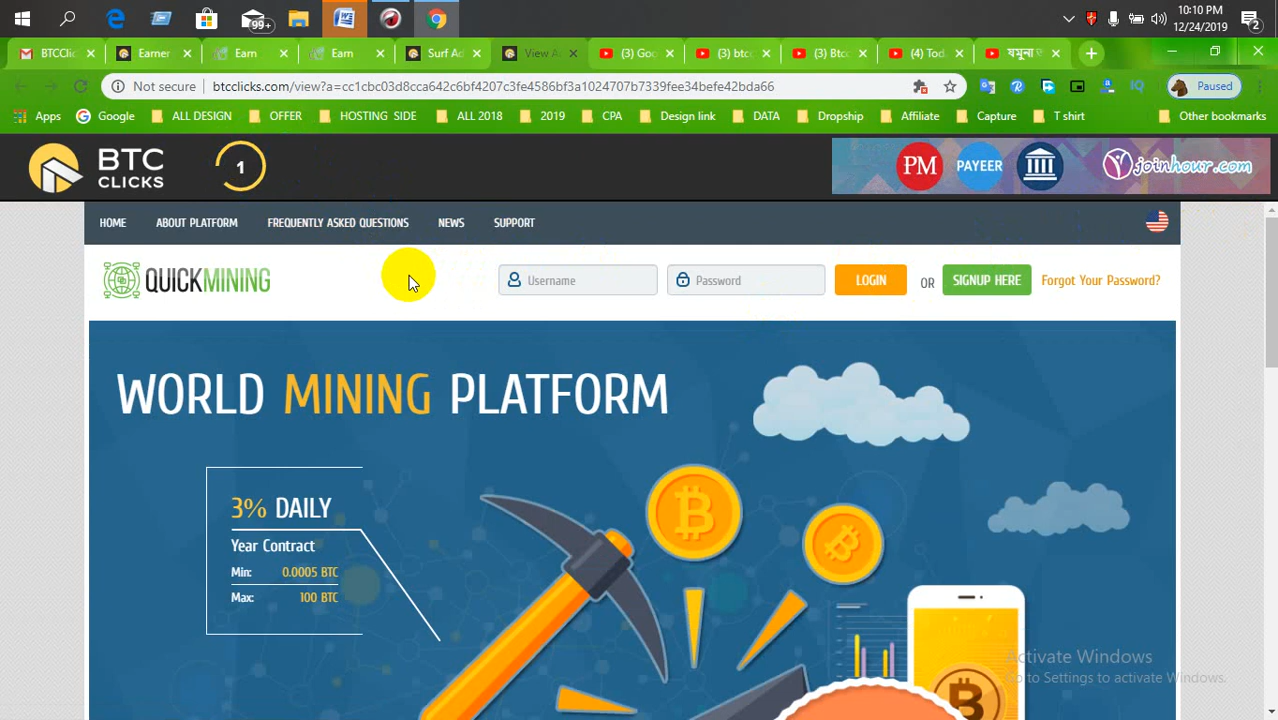 99+
10:10 PM
12/24/2019
2
BTCCli
Earner
Earn
Earn
Surf Ad
View A
(3) Goo
(3) btc
(3) Btcc
(4) Tod
যমুনা
Not secure
btcclicks.com/view?a=cc1cbc03d8cca642c6bf4207c3fe4586bf3a1024707b7339fee34befe42bda66
Paused
Apps
Google
ALL DESIGN
OFFER
HOSTING SIDE
ALL 2018
2019
CPA
Design link
DATA
Dropship
Affiliate
Capture
T shirt
Other bookmarks
BTC
CLICKS
1
PM
PAYEER
joinhour.com
HOME
ABOUT PLATFORM
FREQUENTLY ASKED QUESTIONS
NEWS
SUPPORT
QUICKMINING
Username
Password
LOGIN
OR
SIGNUP HERE
Forgot Your Password?
WORLD MINING PLATFORM
3% DAILY
Year Contract
Min: 0.0005 BTC
Max: 100 BTC
Activate Windows
Go to Settings to activate Windows.